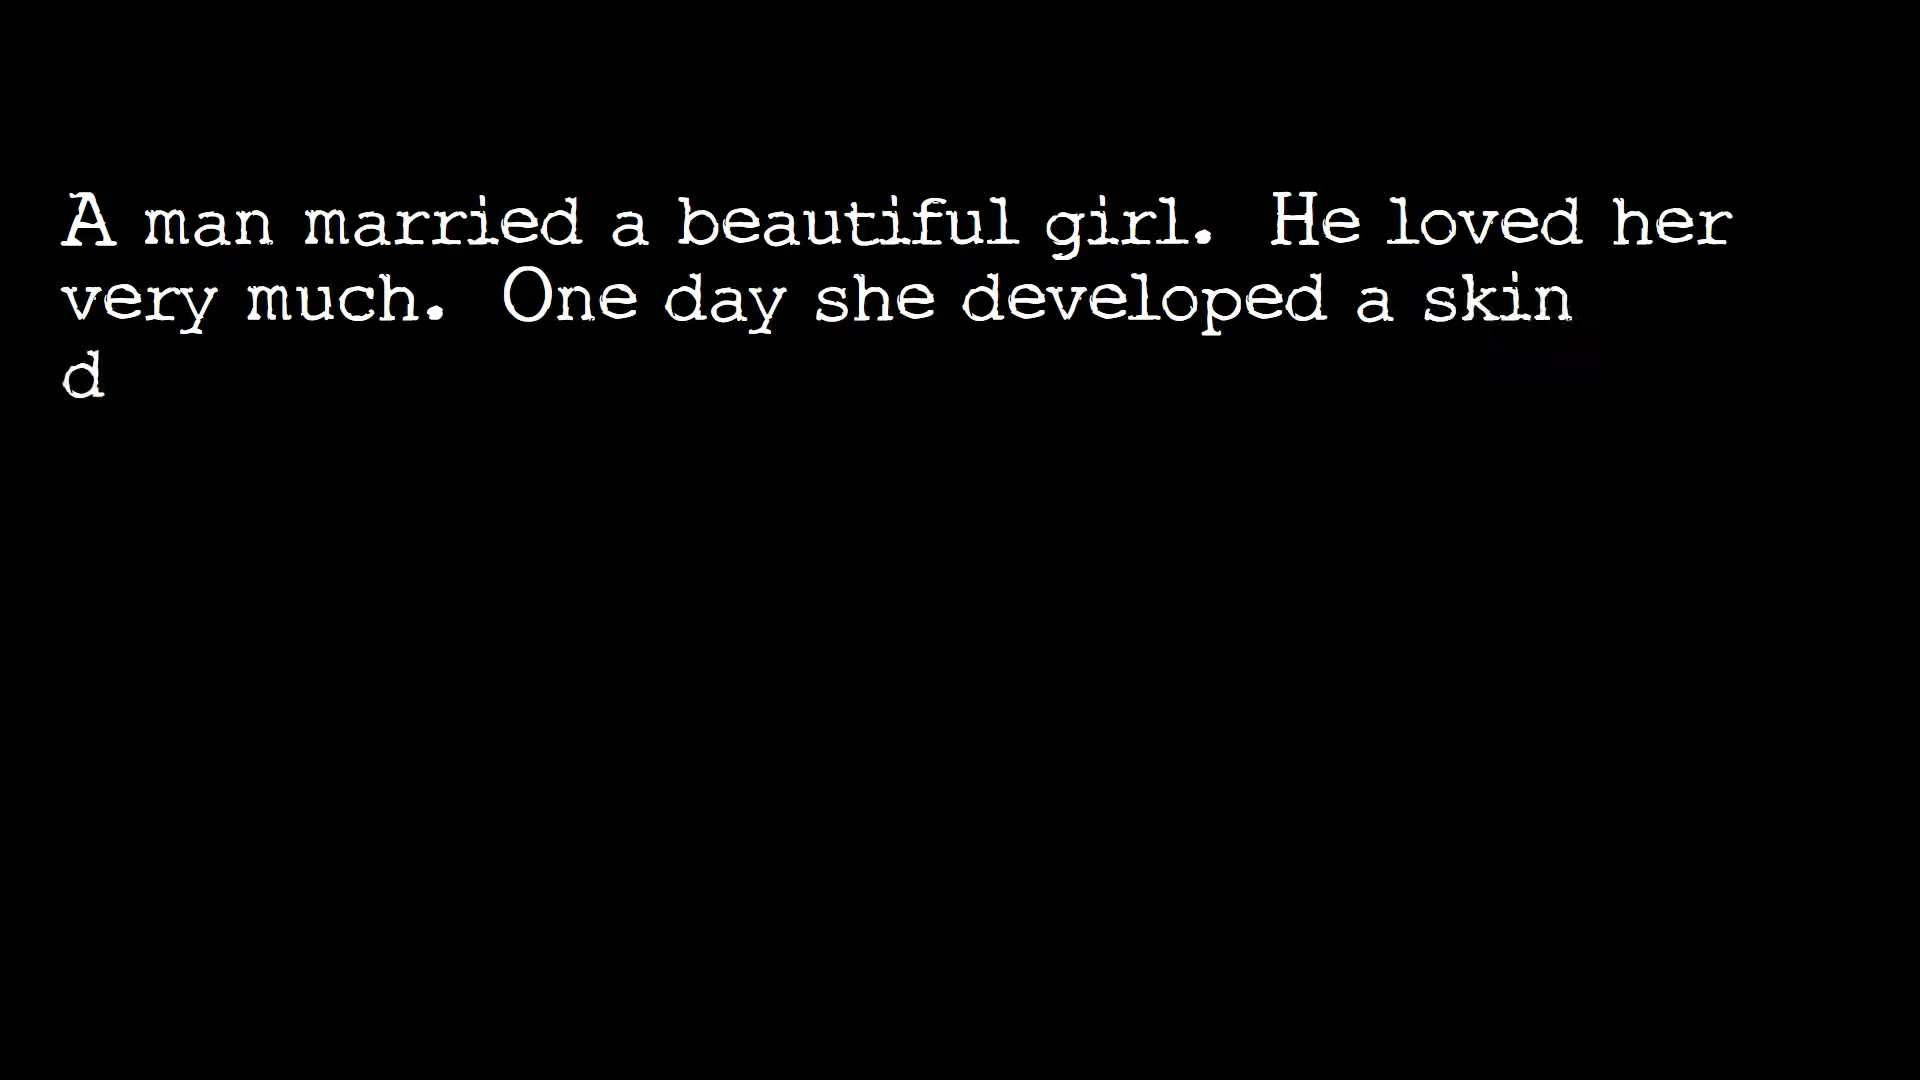 A man married a beautiful girl.  He loved her
very much.  One day she developed a skin
d